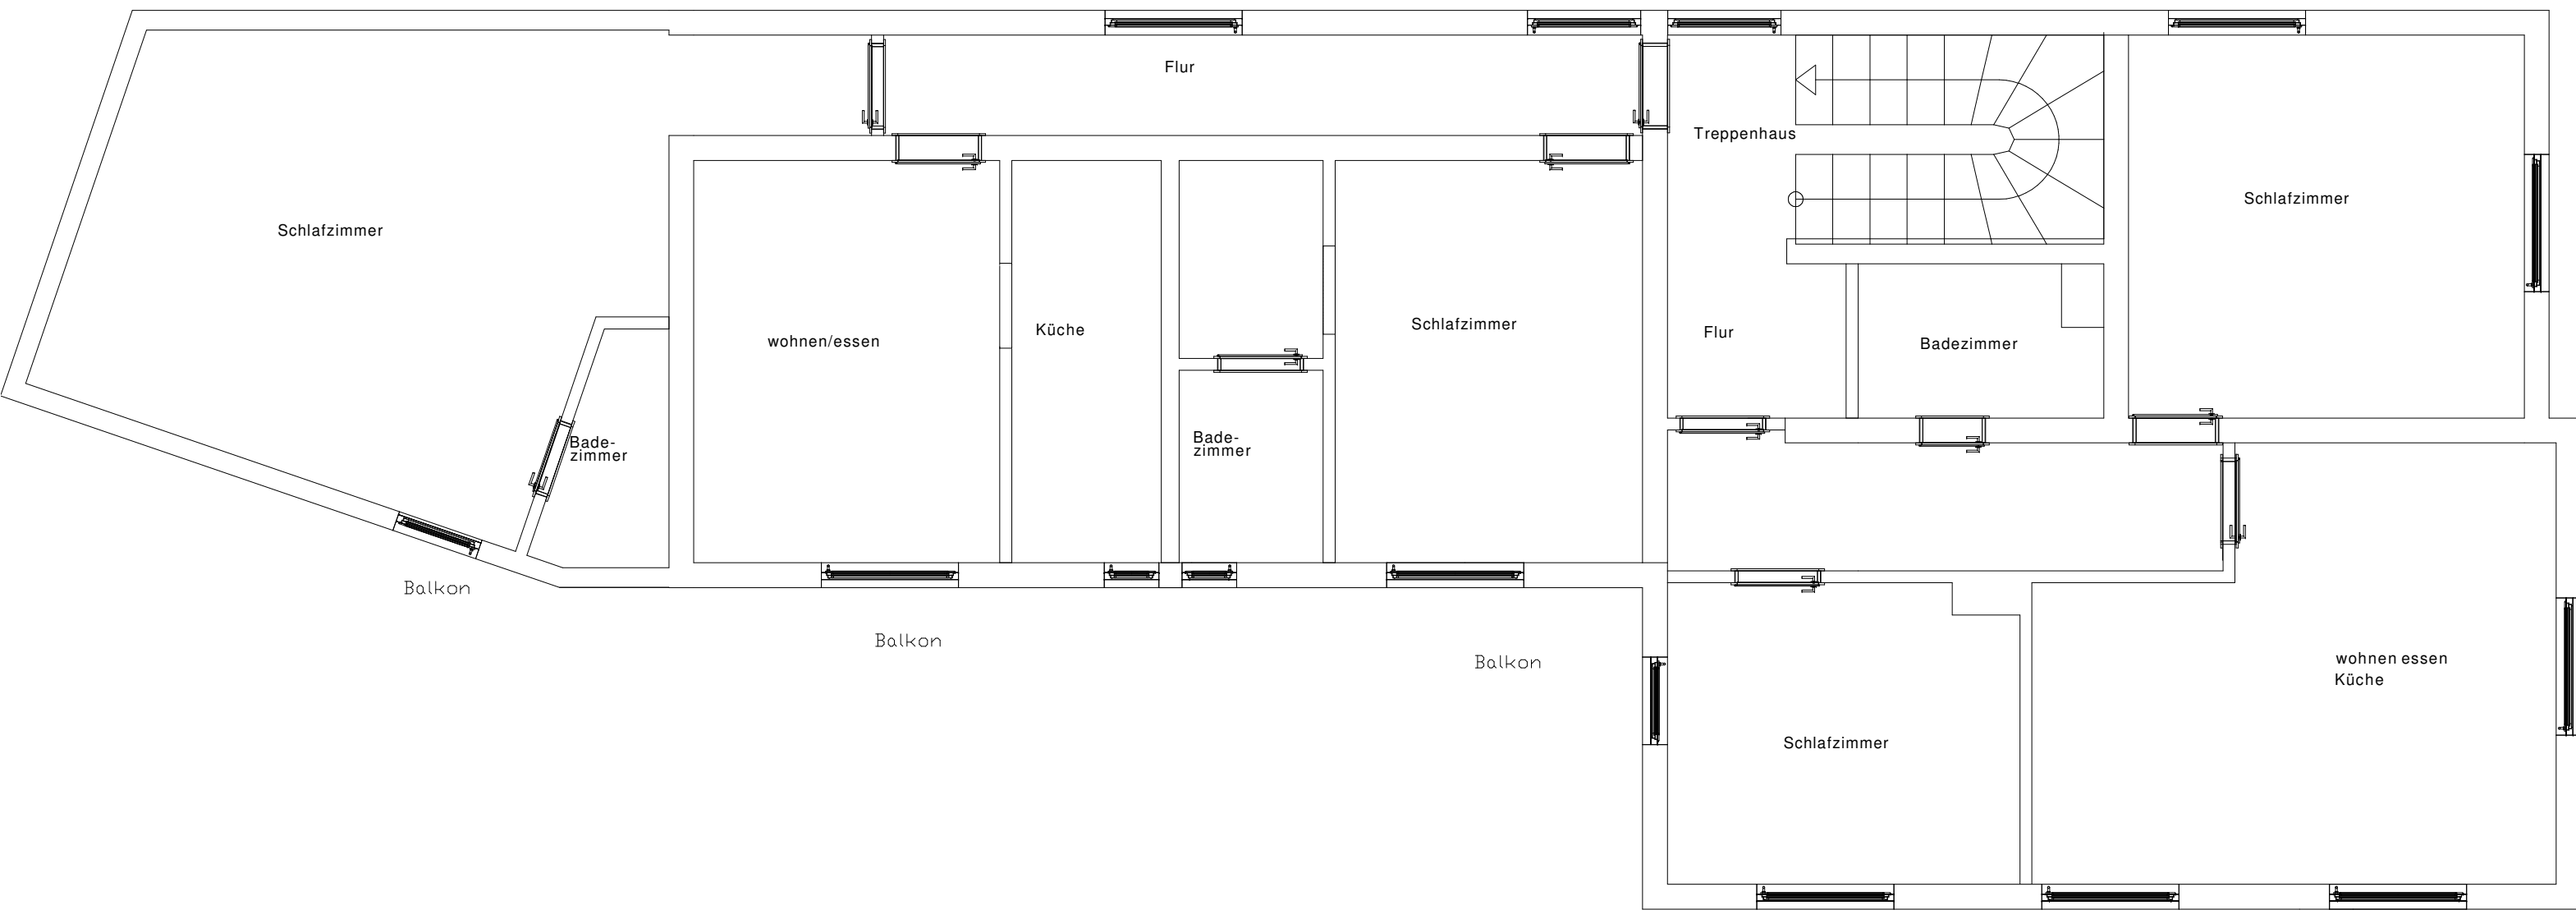 Flur
Treppenhaus
Schlafzimmer
Schlafzimmer
wohnen/essen
Küche
Schlafzimmer
Flur
Badezimmer
Bade-
zimmer
Bade-
zimmer
Balkon
Balkon
Balkon
wohnen essen
Küche
Schlafzimmer